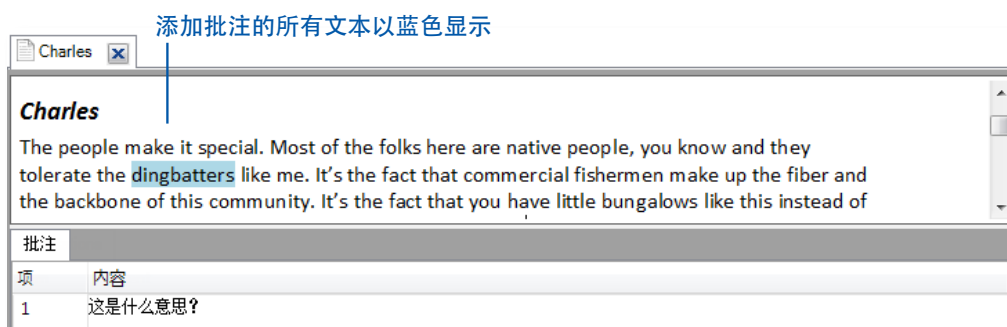 添加批注的所有文本以蓝色显示
Charles
Charles
The people make it special. Most of the folks here are native people, you know and they
tolerate the dingbatters like me. It’s the fact that commercial fishermen make up the fiber and
the backbone of this community. It’s the fact that you have little bungalows like this instead of
批注
项 内容
1 这是什么意思?